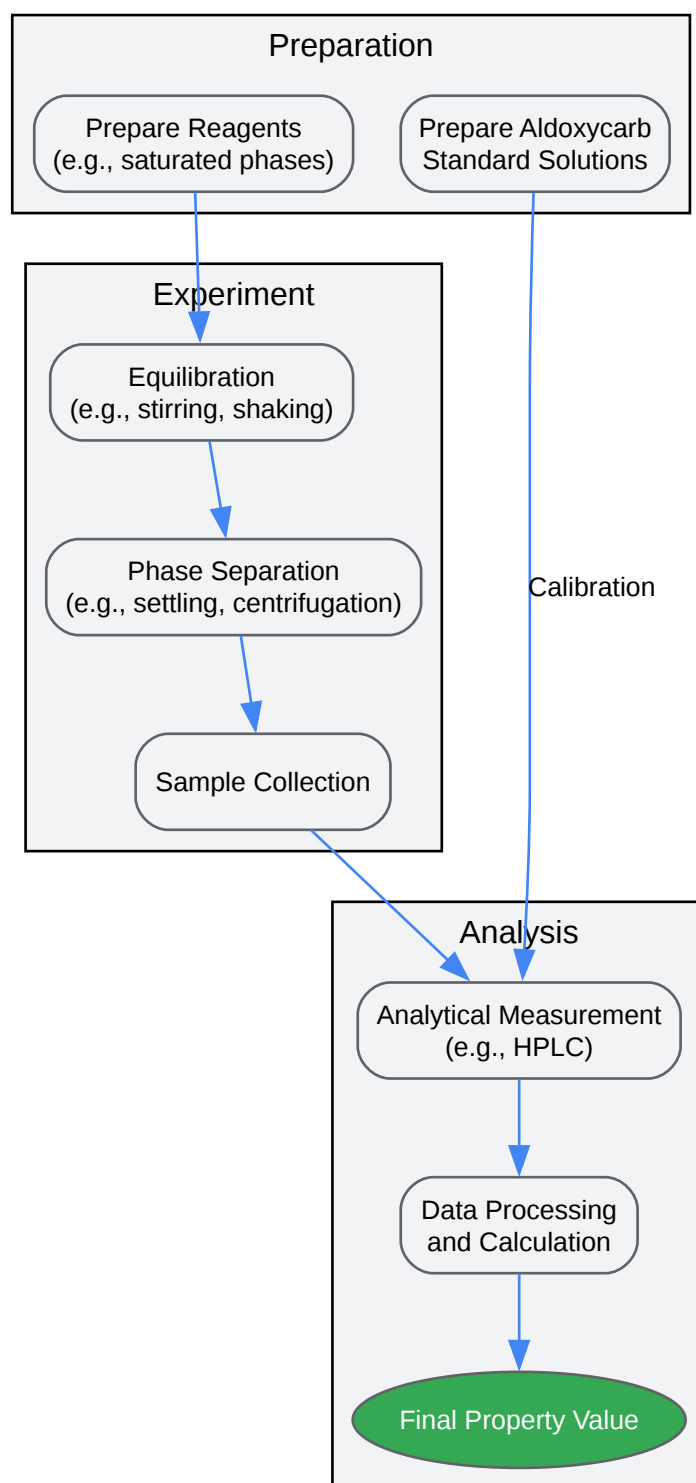 Preparation
Prepare Reagents
(e.g., saturated phases)
Prepare Aldoxycarb
Standard Solutions
Experiment
Equilibration
(e.g., stirring, shaking)
Phase Separation
(e.g., settling, centrifugation)
Calibration
Sample Collection
Analysis
Analytical Measurement
(e.g., HPLC)
Data Processing
and Calculation
Final Property Value